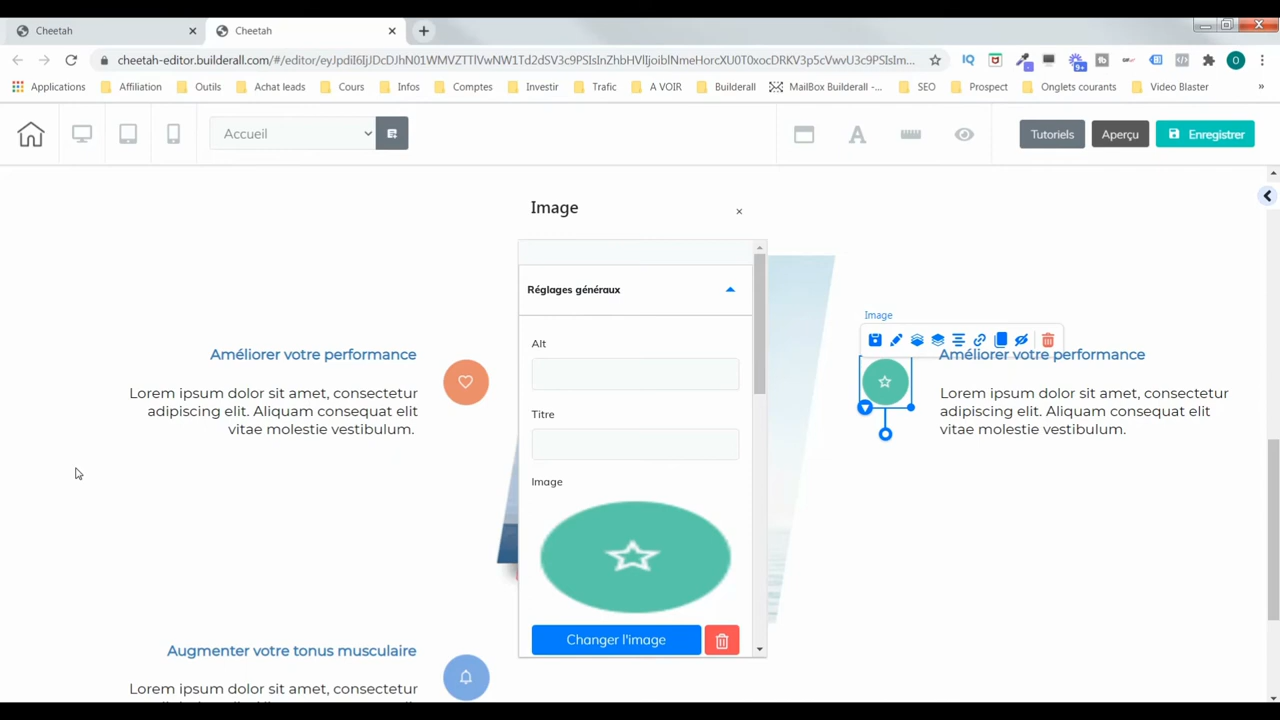 Cheetah
Cheetah
cheetah-editor.builderall.com/#/editor/
Applications
Affiliation
Outils
Achat leads
Cours
Infos
Comptes
Investir
Trafic
A VOIR
Builderall
MailBox Builderall -...
SEO
Prospect
Onglets courants
Video Blaster
»
Accueil
Tutoriels
Aperçu
Enregistrer
Image
×
Réglages généraux
Alt
Titre
Image
Changer l'image
Améliorer votre performance
Lorem ipsum dolor sit amet, consectetur
adipiscing elit. Aliquam consequat elit
vitae molestie vestibulum.
Image
Améliorer votre performance
Lorem ipsum dolor sit amet, consectetur
adipiscing elit. Aliquam consequat elit
vitae molestie vestibulum.
Augmenter votre tonus musculaire
Lorem ipsum dolor sit amet, consectetur